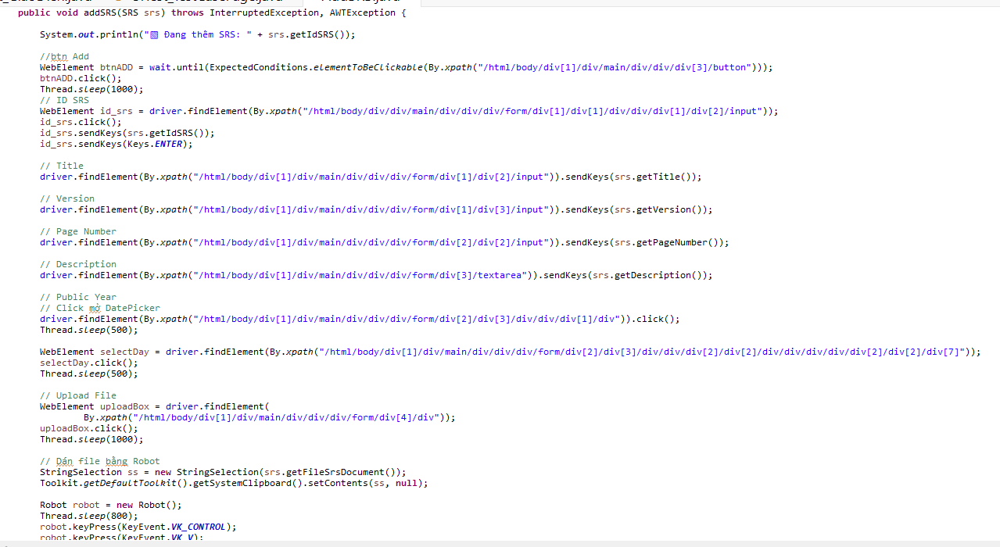 public void addSRS(SRS srs) throws InterruptedException, AWTException {
System.out.println("▧ Đang thêm SRS: " + srs.getIdSRS());
//btn Add
WebElement btnADD = wait.until(ExpectedConditions.elementToBeClickable(By.xpath("/html/body/div[1]/div/main/div/div/div[3]/button")));
btnADD.click();
Thread.sleep(1000);
// ID SRS
WebElement id_srs = driver.findElement(By.xpath("/html/body/div/div/main/div/div/div/form/div[1]/div[1]/div/div/div[1]/div[2]/input"));
id_srs.click();
id_srs.sendKeys(srs.getIdSRS());
id_srs.sendKeys(Keys.ENTER);
// Title
driver.findElement(By.xpath("/html/body/div[1]/div/main/div/div/div/form/div[1]/div[2]/input")).sendKeys(srs.getTitle());
// Version
driver.findElement(By.xpath("/html/body/div[1]/div/main/div/div/div/form/div[1]/div[3]/input")).sendKeys(srs.getVersion());
// Page Number
driver.findElement(By.xpath("/html/body/div[1]/div/main/div/div/div/form/div[2]/div[2]/input")).sendKeys(srs.getPageNumber());
// Description
driver.findElement(By.xpath("/html/body/div[1]/div/main/div/div/div/form/div[3]/textarea")).sendKeys(srs.getDescription());
// Public Year
// Click mở DatePicker
driver.findElement(By.xpath("/html/body/div[1]/div/main/div/div/div/form/div[2]/div[3]/div/div/div[1]/div")).click();
Thread.sleep(500);
WebElement selectDay = driver.findElement(By.xpath("/html/body/div[1]/div/main/div/div/div/form/div[2]/div[3]/div/div/div[2]/div[2]/div/div/div/div/div[2]/div[2]/div[7]"));
selectDay.click();
Thread.sleep(500);
// Upload File
WebElement uploadBox = driver.findElement(
By.xpath("/html/body/div[1]/div/main/div/div/div/form/div[4]/div"));
uploadBox.click();
Thread.sleep(1000);
// Dán file bằng Robot
StringSelection ss = new StringSelection(srs.getFileSrsDocument());
Toolkit.getDefaultToolkit().getSystemClipboard().setContents(ss, null);
Robot robot = new Robot();
Thread.sleep(800);
robot.keyPress(KeyEvent.VK_CONTROL);
robot.keyPress(KeyEvent.VK_V);